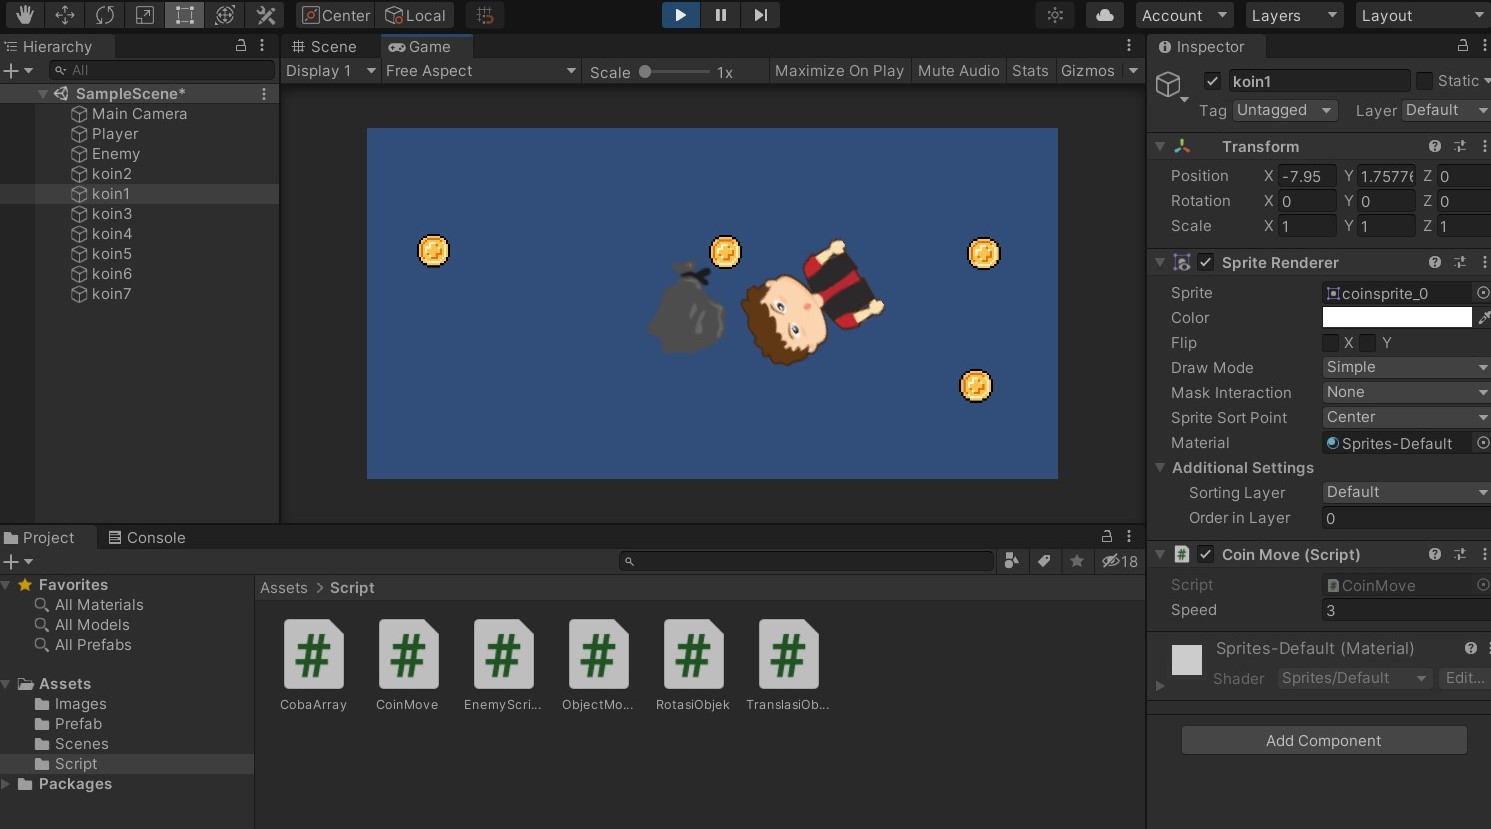 Center
Local
Account
Layers
Layout
Hierarchy
All
SampleScene*
Main Camera
Player
Enemy
koin2
koin1
koin3
koin4
koin5
koin6
koin7
Scene
Game
Display 1
Free Aspect
Scale
1x
Maximize On Play
Mute Audio
Stats
Gizmos
Project
Console
18
Favorites
All Materials
All Models
All Prefabs
Assets
Images
Prefab
Scenes
Script
Packages
Assets > Script
CobaArray
CoinMove
EnemyScri...
ObjectMo...
RotasiObjek
TranslasiOb...
Inspector
koin1
Static
Tag Untagged
Layer Default
Transform
Position X -7.95 Y 1.7577 Z 0
Rotation X 0 Y 0 Z 0
Scale X 1 Y 1 Z 1
Sprite Renderer
Sprite coinsprite_0
Color
Flip X Y
Draw Mode Simple
Mask Interaction None
Sprite Sort Point Center
Material Sprites-Default
Additional Settings
Sorting Layer Default
Order in Layer 0
Coin Move (Script)
Script CoinMove
Speed 3
Sprites-Default (Material)
Shader Sprites/Default Edit...
Add Component